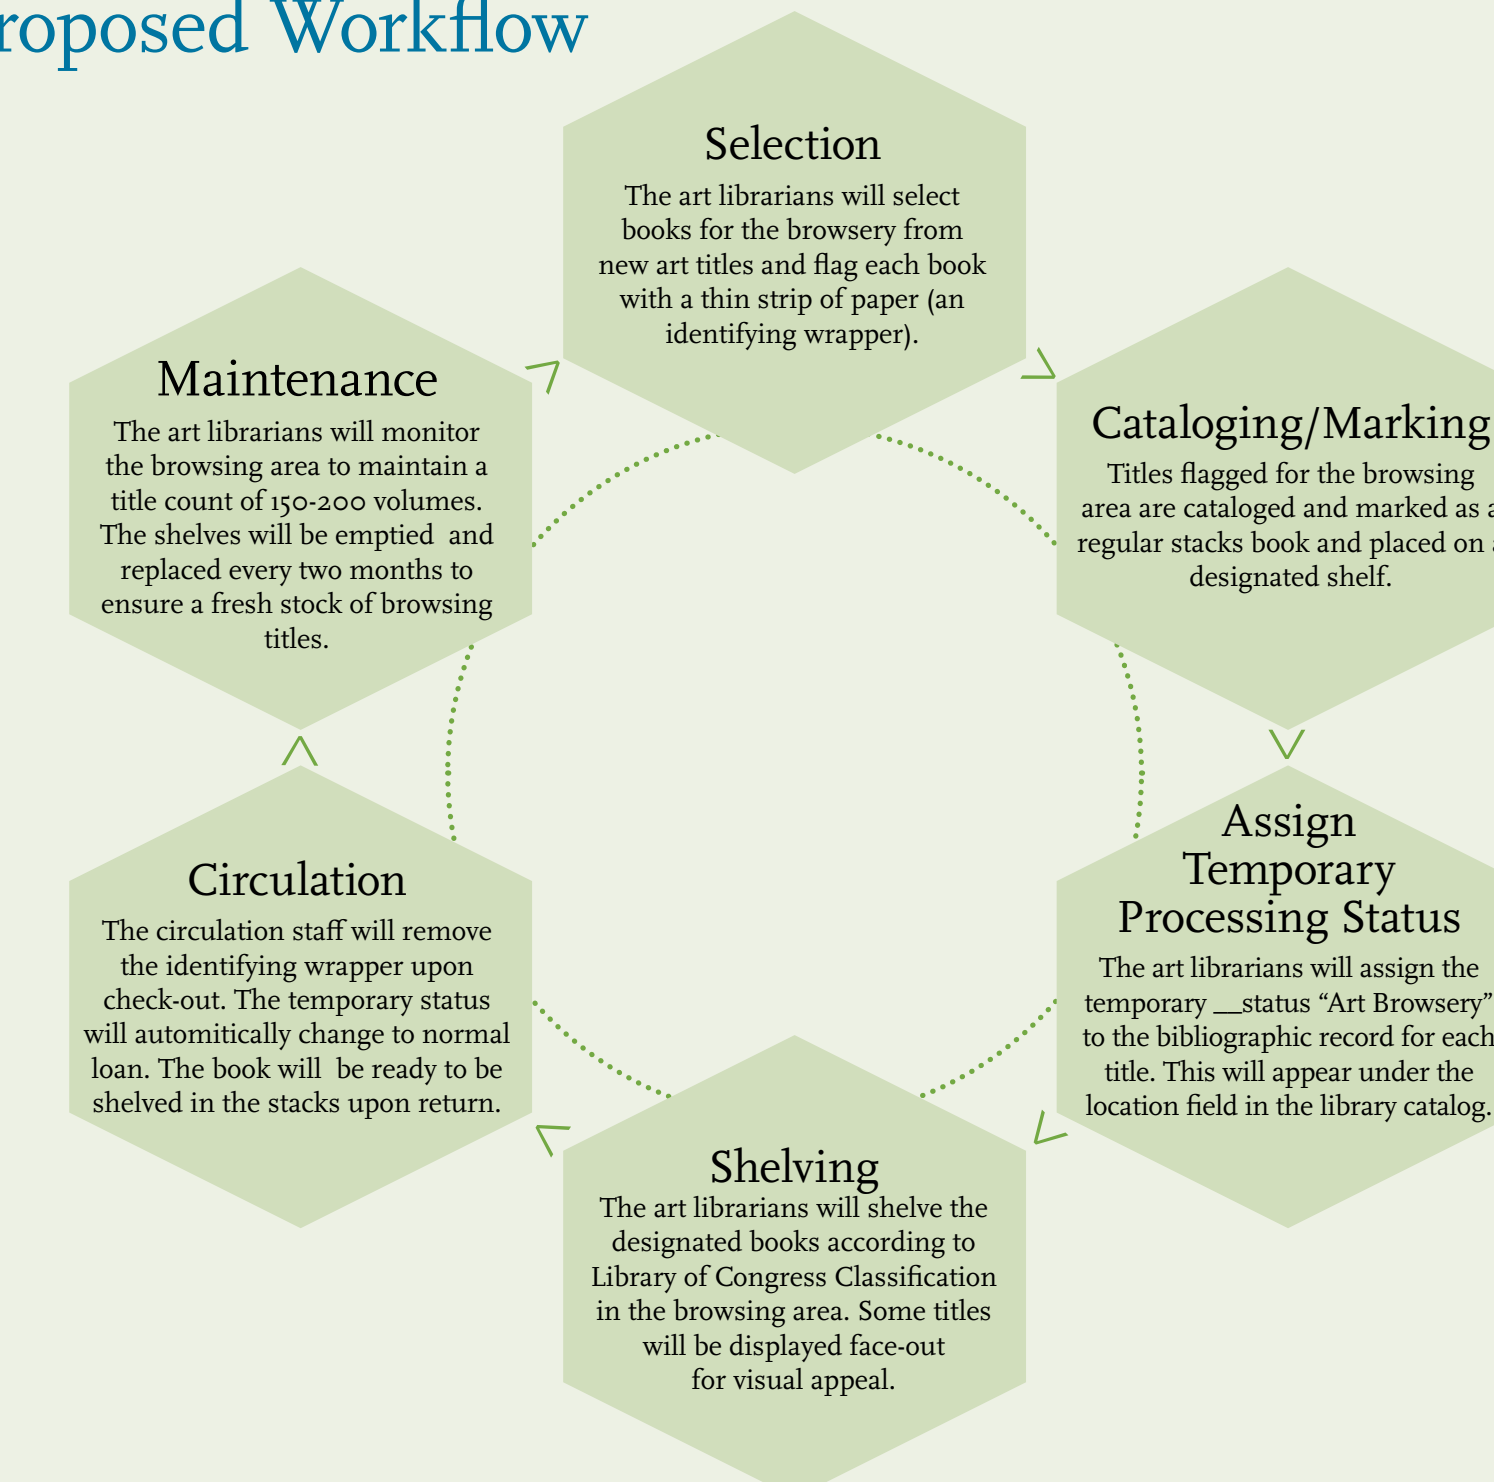 roposed Workflow
Selection
The art librarians will select
books for the browsery from
new art titles and flag each book
with a thin strip of paper (an
identifying wrapper).
Cataloging/Marking
Titles flagged for the browsing
area are cataloged and marked as a
regular stacks book and placed on a
designated shelf.
Assign
Temporary
Processing Status
The art librarians will assign the
temporary __status “Art Browsery”
to the bibliographic record for each
title. This will appear under the
location field in the library catalog.
Shelving
The art librarians will shelve the
designated books according to
Library of Congress Classification
in the browsing area. Some titles
will be displayed face-out
for visual appeal.
Circulation
The circulation staff will remove
the identifying wrapper upon
check-out. The temporary status
will automitically change to normal
loan. The book will  be ready to be
shelved in the stacks upon return.
Maintenance
The art librarians will monitor
the browsing area to maintain a
title count of 150-200 volumes.
The shelves will be emptied  and
replaced every two months to
ensure a fresh stock of browsing
titles.